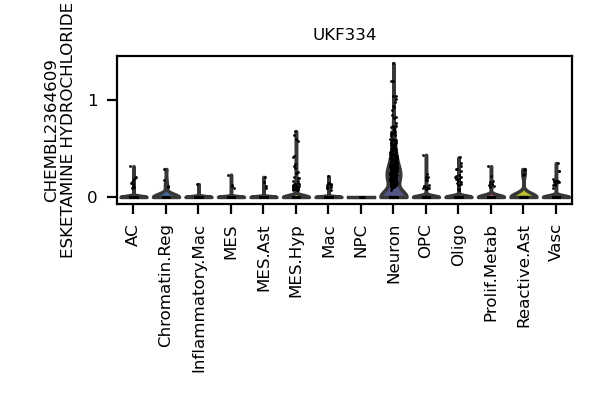 UKF334
CHEMBL2364609
ESKETAMINE HYDROCHLORIDE
1
0
AC
Chromatin.Reg
Inflammatory.Mac
MES
MES.Ast
MES.Hyp
Mac
NPC
Neuron
OPC
Oligo
Prolif.Metab
Reactive.Ast
Vasc